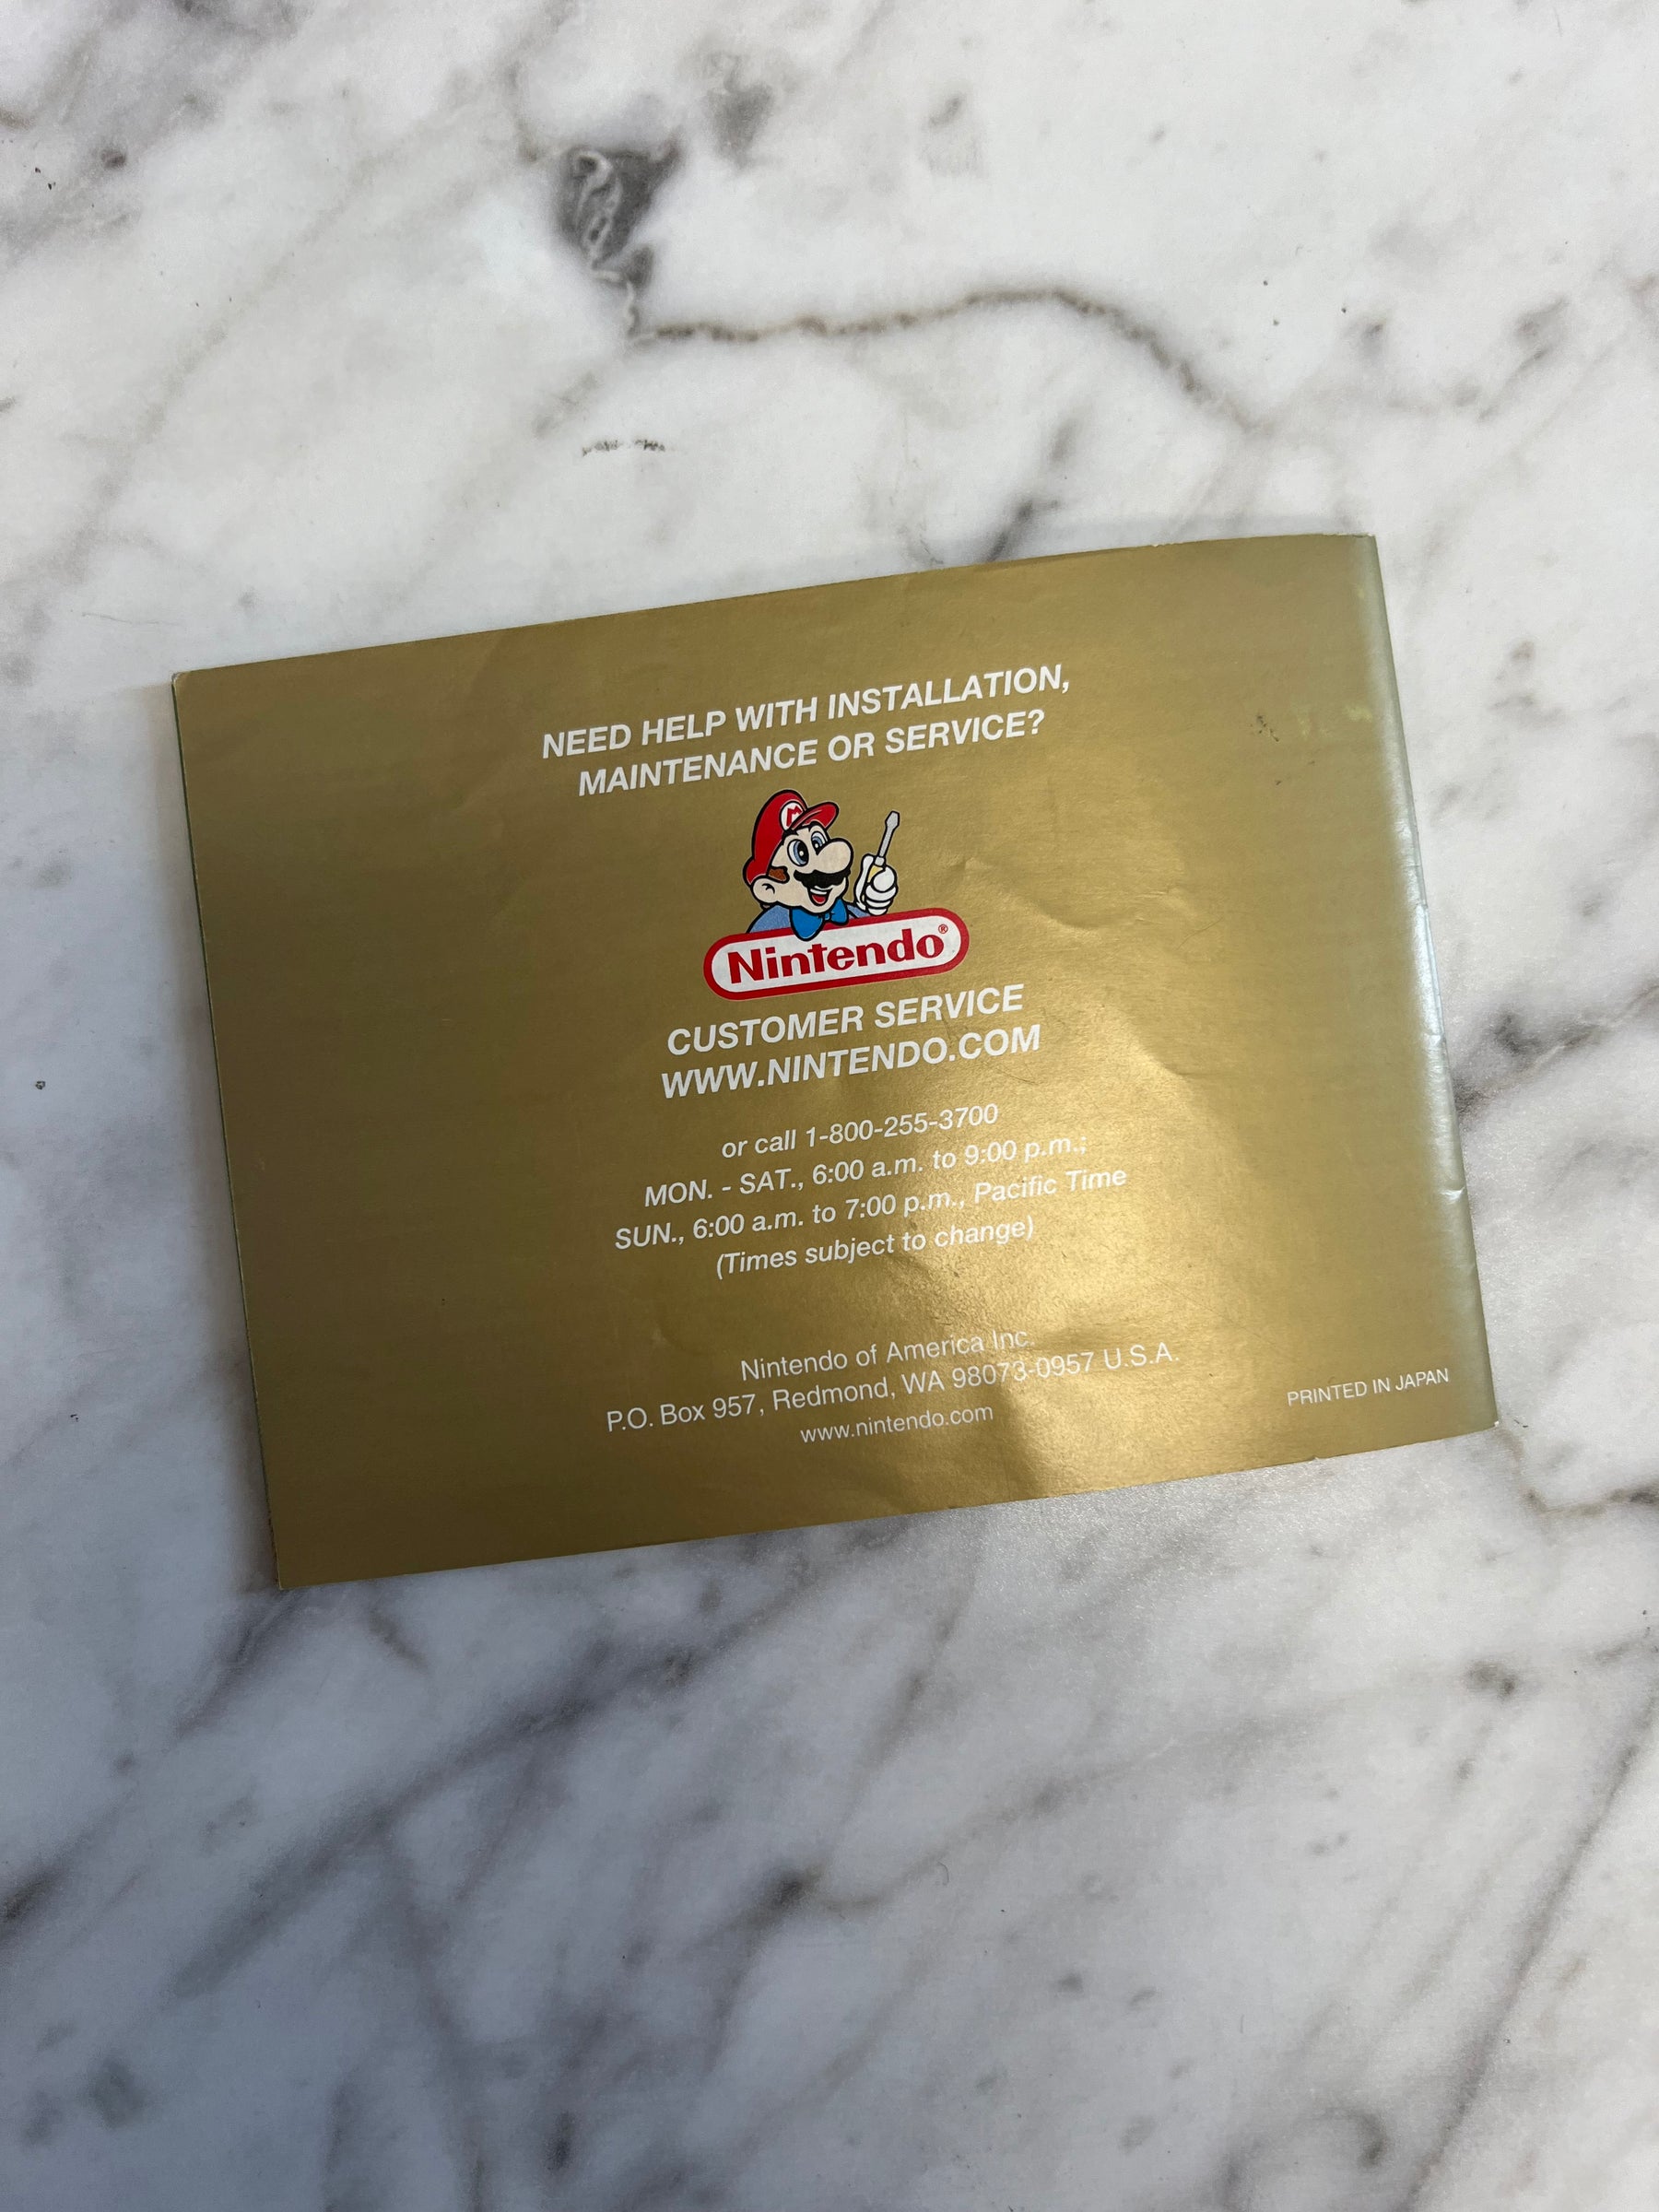 NEED HELP WITH INSTALLATION,
MAINTENANCE OR SERVICE?
M
Nintendo®
CUSTOMER SERVICE
WWW.NINTENDO.COM
or call 1-800-255-3700
MON. - SAT., 6:00 a.m. to 9:00 p.m.;
SUN., 6:00 a.m. to 7:00 p.m., Pacific Time
(Times subject to change)
Nintendo of America Inc.
P.O. Box 957, Redmond, WA 98073-0957 U.S.A.
www.nintendo.com
PRINTED IN JAPAN